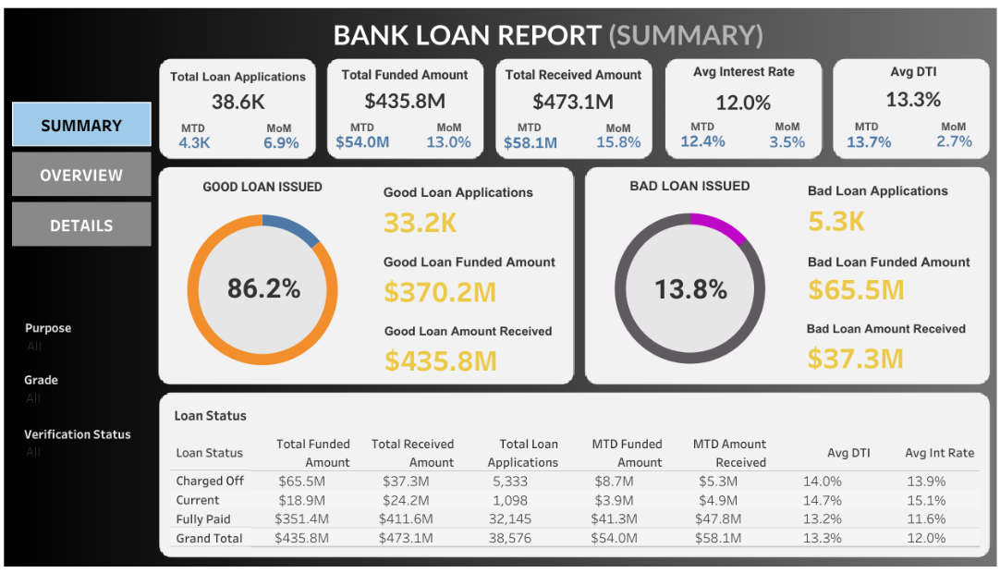 BANK LOAN REPORT (SUMMARY)
Total Loan Applications
38.6K
MTD MoM
4.3K 6.9%
Total Funded Amount
$435.8M
MTD MoM
$54.0M 13.0%
Total Received Amount
$473.1M
MTD MoM
$58.1M 15.8%
Avg Interest Rate
12.0%
MTD MoM
12.4% 3.5%
Avg DTI
13.3%
MTD MoM
13.7% 2.7%
SUMMARY
OVERVIEW
DETAILS
Purpose
All
Grade
All
Verification Status
All
GOOD LOAN ISSUED
86.2%
Good Loan Applications
33.2K
Good Loan Funded Amount
$370.2M
Good Loan Amount Received
$435.8M
BAD LOAN ISSUED
13.8%
Bad Loan Applications
5.3K
Bad Loan Funded Amount
$65.5M
Bad Loan Amount Received
$37.3M
Loan Status
Loan Status Total Funded Amount Total Received Amount Total Loan Applications MTD Funded Amount MTD Amount Received Avg DTI Avg Int Rate
Charged Off $65.5M $37.3M 5,333 $8.7M $5.3M 14.0% 13.9%
Current $18.9M $24.2M 1,098 $3.9M $4.9M 14.7% 15.1%
Fully Paid $351.4M $411.6M 32,145 $41.3M $47.8M 13.2% 11.6%
Grand Total $435.8M $473.1M 38,576 $54.0M $58.1M 13.3% 12.0%